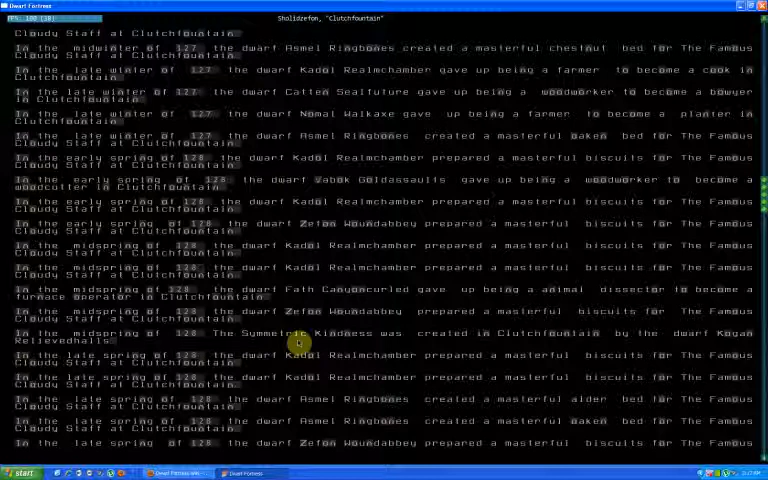 Dwarf Fortress
FPS: 100 (10)
Sholidzefon, "Clutchfountain"
Cloudy Staff at Clutchfountain
In the midwinter of 127 the dwarf Asmel Ringbones created a masterful chestnut bed for The Famous
Clutchfountain
In the late winter of 127 the dwarf Kadol Realmchamber gave up being a farmer to become a cook in
Clutchfountain
In the late winter of 127 the dwarf Catten Sealfuture gave up being a woodworker to become a bowyer
in Clutchfountain
In the late winter of 127 the dwarf Nomal Walkaxe gave up being a farmer to become a planter in
Clutchfountain
In the late winter of 127 the dwarf Asmel Ringbones created a masterful oaken bed for The Famous
Cloudy Staff at Clutchfountain
In the early spring of 128 the dwarf Kadol Realmchamber prepared a masterful biscuits for The Famous
Cloudy Staff at Clutchfountain
In the early spring of 128 the dwarf Vabok Goldassaults gave up being a woodworker to become a
woodcutter in Clutchfountain
In the early spring of 128 the dwarf Kadol Realmchamber prepared a masterful biscuits for The Famous
Cloudy Staff at Clutchfountain
In the early spring of 128 the dwarf Zefon Woundabbey prepared a masterful biscuits for The Famous
Cloudy Staff at Clutchfountain
In the midspring of 128 the dwarf Kadol Realmchamber prepared a masterful biscuits for The Famous
Cloudy Staff at Clutchfountain
In the midspring of 128 the dwarf Kadol Realmchamber prepared a masterful biscuits for The Famous
Cloudy Staff at Clutchfountain
In the midspring of 128 the dwarf Fath Canyoncurled gave up being a animal dissector to become a
furnace operator in Clutchfountain
In the midspring of 128 the dwarf Zefon Woundabbey prepared a masterful biscuits for The Famous
Cloudy Staff at Clutchfountain
In the midspring of 128 The Symmetric Kindness was created in Clutchfountain by the dwarf Kogan
Relievedhalls
In the late spring of 128 the dwarf Kadol Realmchamber prepared a masterful biscuits for The Famous
Cloudy Staff at Clutchfountain
In the late spring of 128 the dwarf Kadol Realmchamber prepared a masterful biscuits for The Famous
Cloudy Staff at Clutchfountain
In the late spring of 128 the dwarf Asmel Ringbones created a masterful alder bed for The Famous
Cloudy Staff at Clutchfountain
In the late spring of 128 the dwarf Asmel Ringbones created a masterful oaken bed for The Famous
Cloudy Staff at Clutchfountain
In the late spring of 128 the dwarf Zefon Woundabbey prepared a masterful biscuits for The Famous
start
Dwarf Fortress